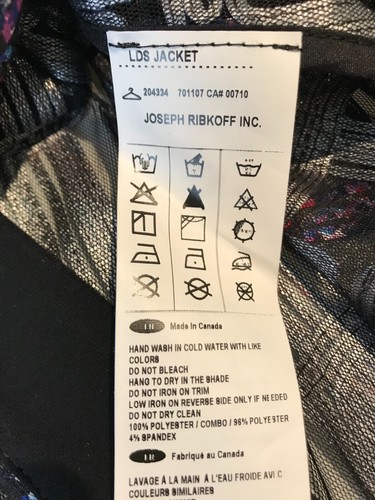 LDS JACKET
204334 701107 CA# 00710
JOSEPH RIBKOFF INC.
EN Made In Canada
HAND WASH IN COLD WATER WITH LIKE
COLORS
DO NOT BLEACH
HANG TO DRY IN THE SHADE
DO NOT IRON ON TRIM
LOW IRON ON REVERSE SIDE ONLY IF NEEDED
DO NOT DRY CLEAN
100% POLYESTER / COMBO / 96% POLYESTER
4% SPANDEX
FR Fabriqué au Canada
LAVAGE À LA MAIN À L'EAU FROIDE AVEC
COULEURS SIMILAIRES